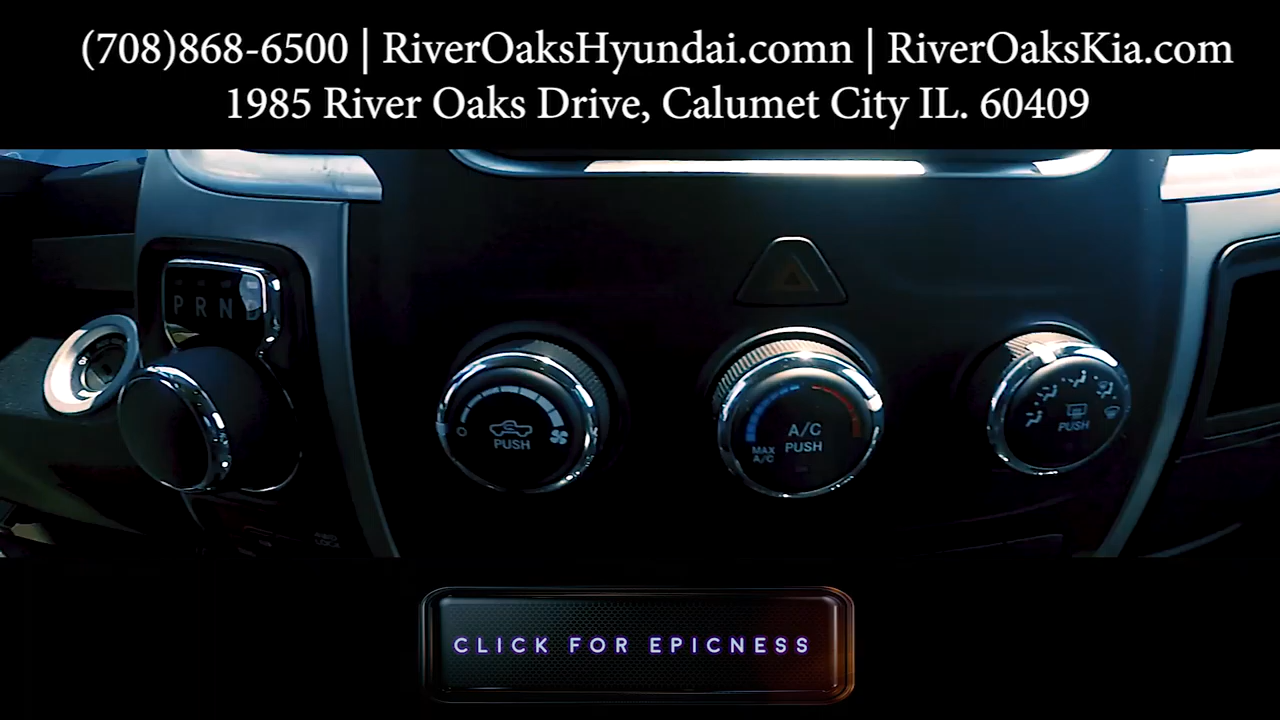 (708)868-6500 | RiverOaksHyundai.comn | RiverOaksKia.com
1985 River Oaks Drive, Calumet City IL. 60409
P R N D
PUSH
A/C
PUSH
MAX
A/C
PUSH
CLICK FOR EPICNESS